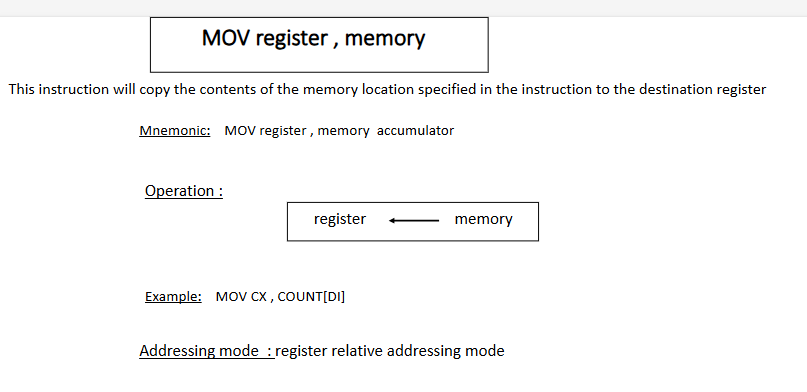 MOV register , memory
This instruction will copy the contents of the memory location specified in the instruction to the destination register
Mnemonic: MOV register , memory accumulator
Operation :
register ← memory
Example: MOV CX , COUNT[DI]
Addressing mode : register relative addressing mode